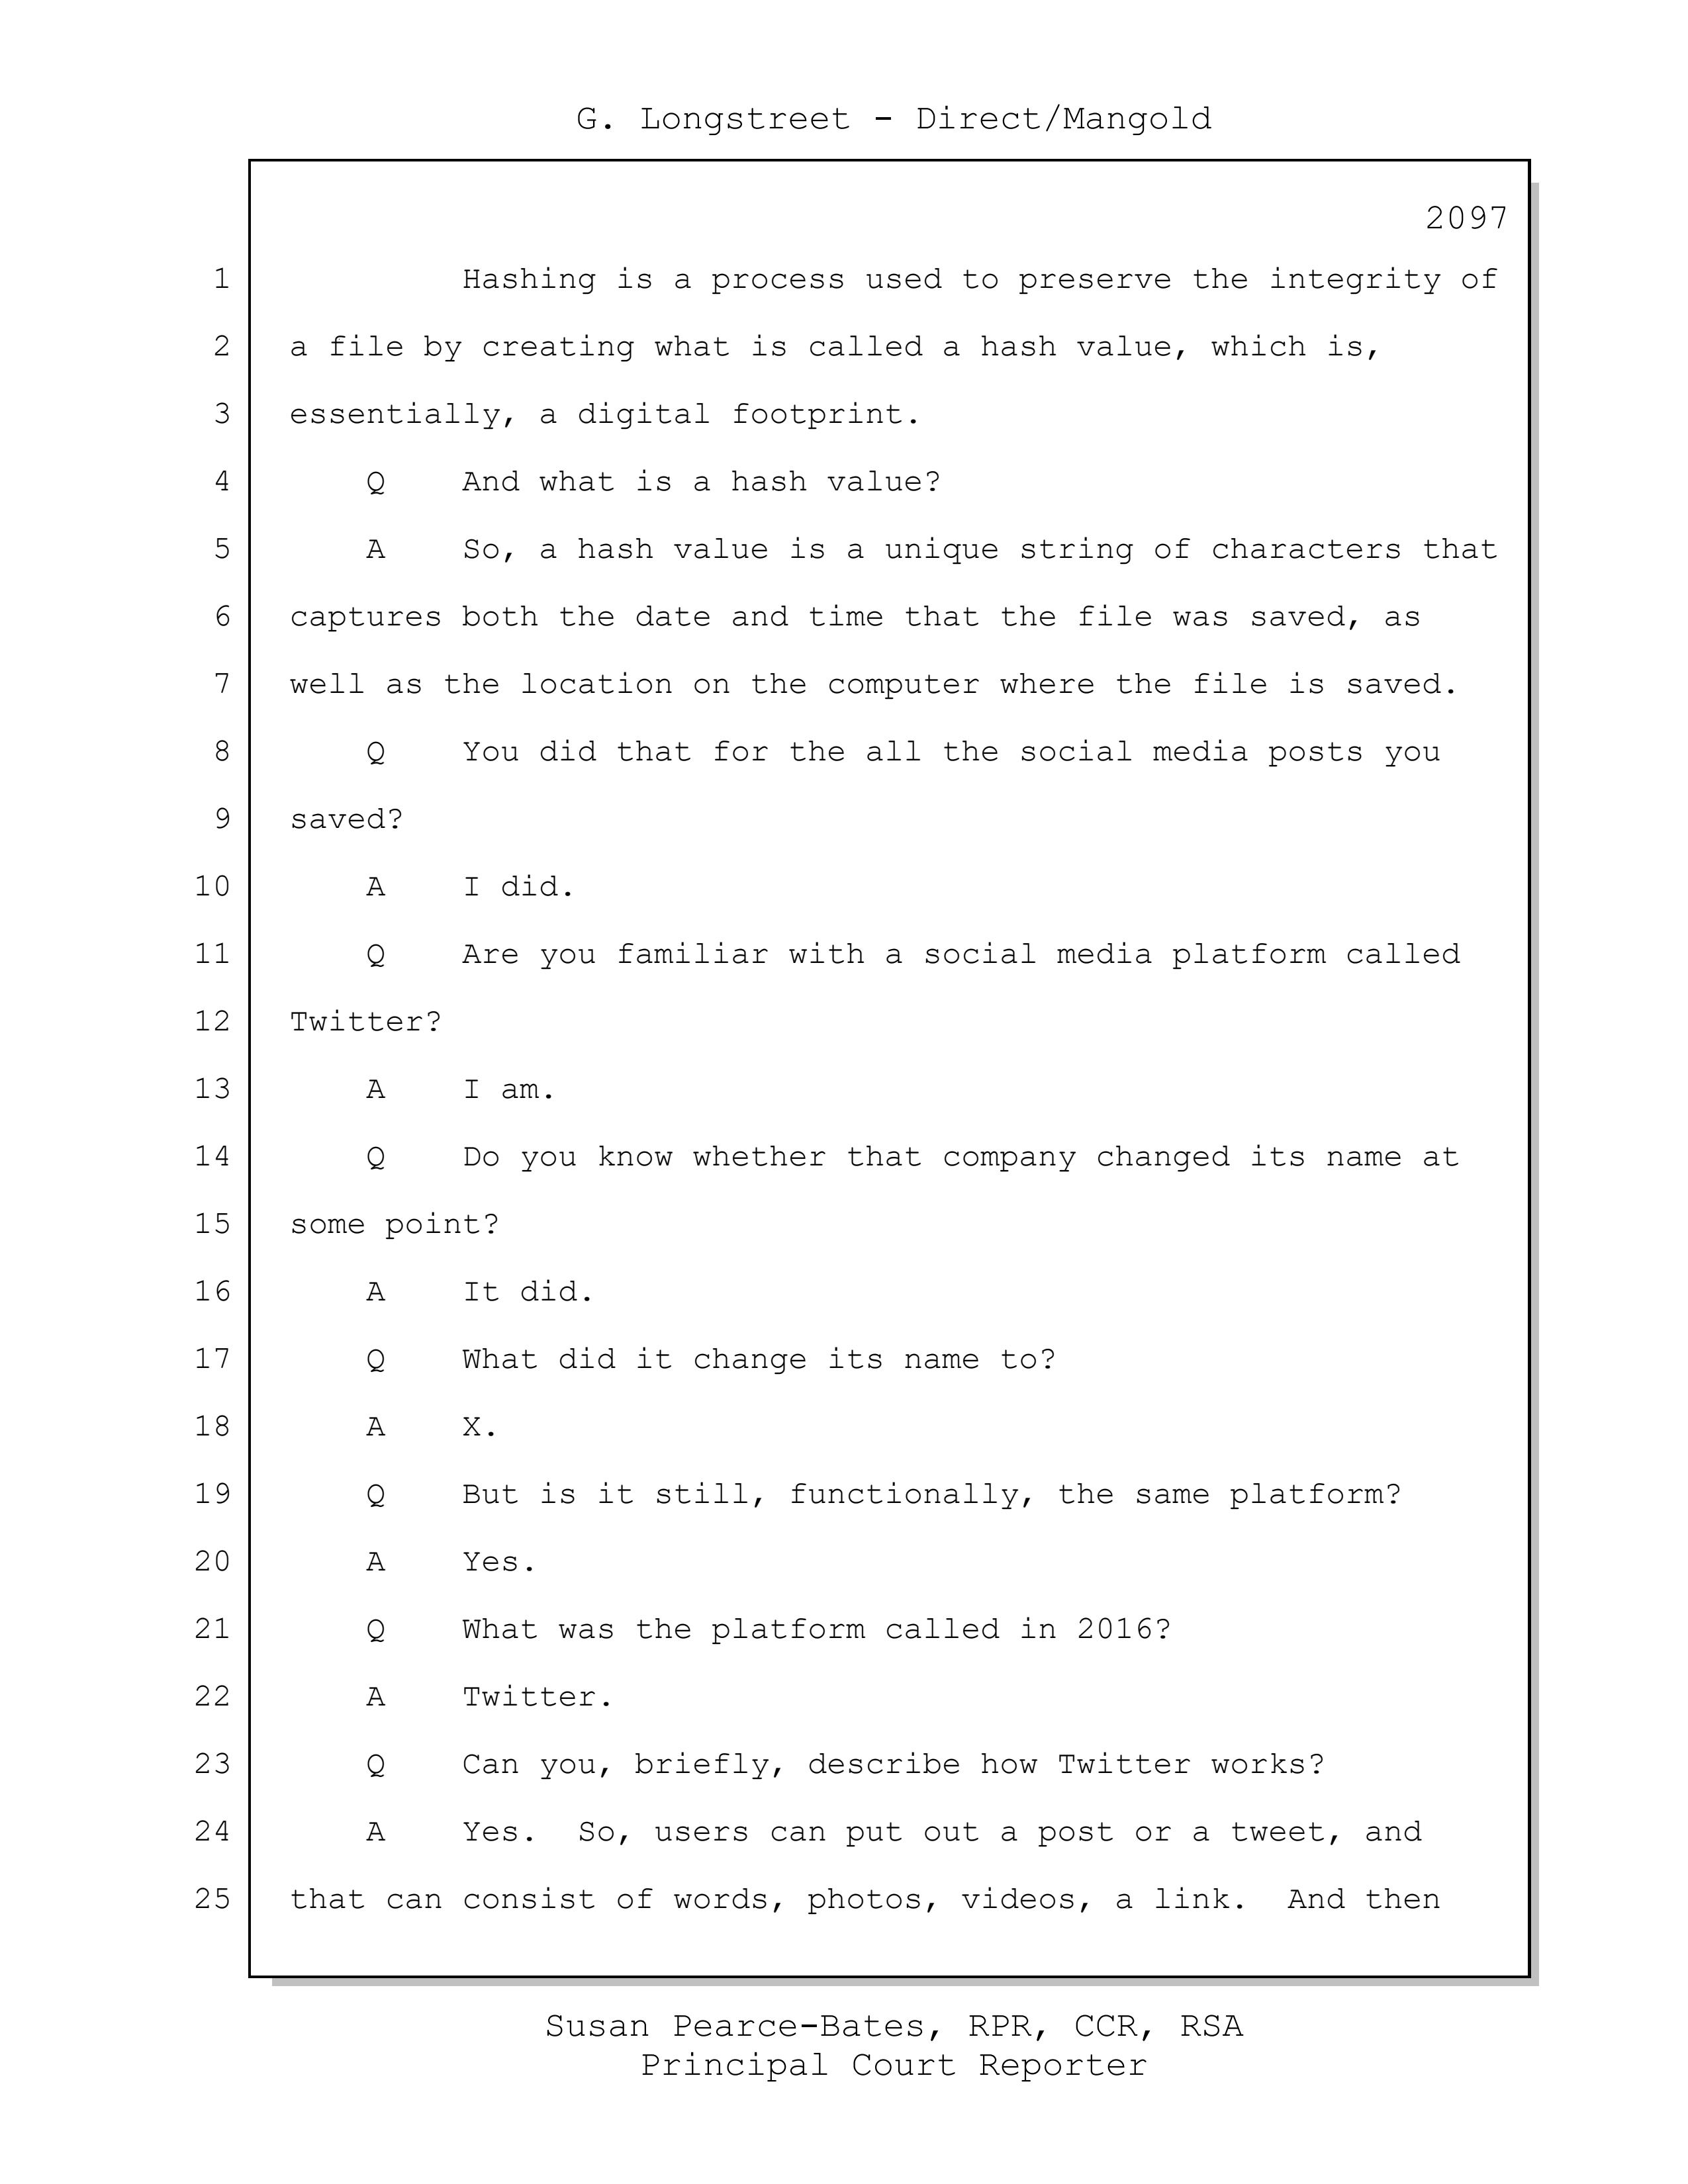 G. Longstreet - Direct/Mangold
2097
1 Hashing is a process used to preserve the integrity of
2 a file by creating what is called a hash value, which is,
3 essentially, a digital footprint.
4 Q And what is a hash value?
5 A So, a hash value is a unique string of characters that
6 captures both the date and time that the file was saved, as
7 well as the location on the computer where the file is saved.
8 Q You did that for the all the social media posts you
9 saved?
10 A I did.
11 Q Are you familiar with a social media platform called
12 Twitter?
13 A I am.
14 Q Do you know whether that company changed its name at
15 some point?
16 A It did.
17 Q What did it change its name to?
18 A X.
19 Q But is it still, functionally, the same platform?
20 A Yes.
21 Q What was the platform called in 2016?
22 A Twitter.
23 Q Can you, briefly, describe how Twitter works?
24 A Yes. So, users can put out a post or a tweet, and
25 that can consist of words, photos, videos, a link. And then
Susan Pearce-Bates, RPR, CCR, RSA
Principal Court Reporter